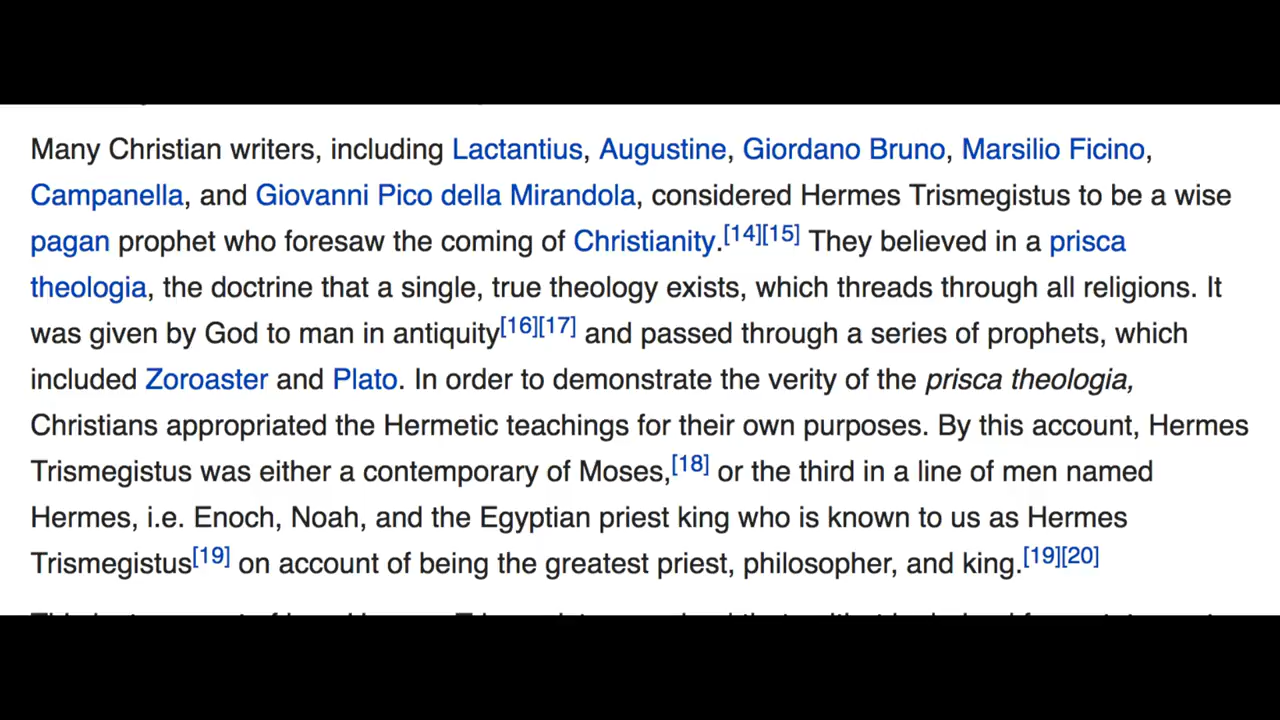 Many Christian writers, including Lactantius, Augustine, Giordano Bruno, Marsilio Ficino,
Campanella, and Giovanni Pico della Mirandola, considered Hermes Trismegistus to be a wise
pagan prophet who foresaw the coming of Christianity.[14][15] They believed in a prisca
theologia, the doctrine that a single, true theology exists, which threads through all religions. It
was given by God to man in antiquity[16][17] and passed through a series of prophets, which
included Zoroaster and Plato. In order to demonstrate the verity of the prisca theologia,
Christians appropriated the Hermetic teachings for their own purposes. By this account, Hermes
Trismegistus was either a contemporary of Moses,[18] or the third in a line of men named
Hermes, i.e. Enoch, Noah, and the Egyptian priest king who is known to us as Hermes
Trismegistus[19] on account of being the greatest priest, philosopher, and king.[19][20]